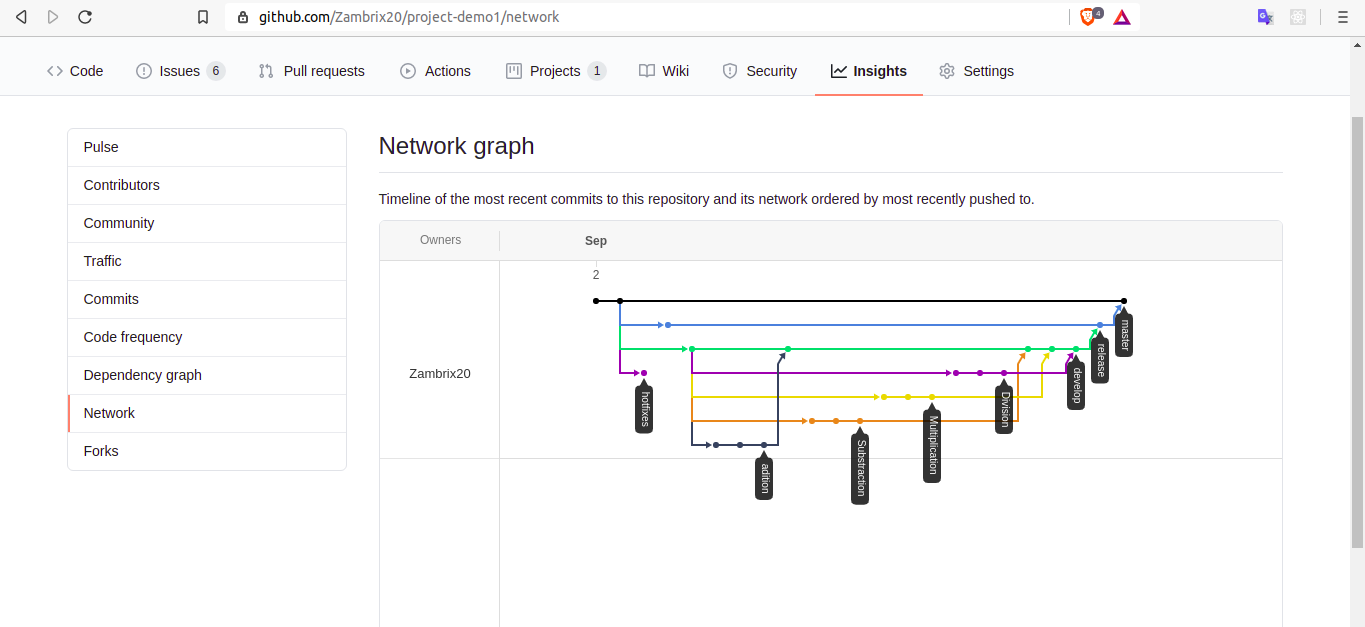 github.com/Zambrix20/project-demo1/network
4
Code
Issues 6
Pull requests
Actions
Projects 1
Wiki
Security
Insights
Settings
Pulse
Contributors
Community
Traffic
Commits
Code frequency
Dependency graph
Network
Forks
Network graph
Timeline of the most recent commits to this repository and its network ordered by most recently pushed to.
Owners
Sep
2
Zambrix20
master
release
develop
hotfixes
Division
Multiplication
Substraction
adition